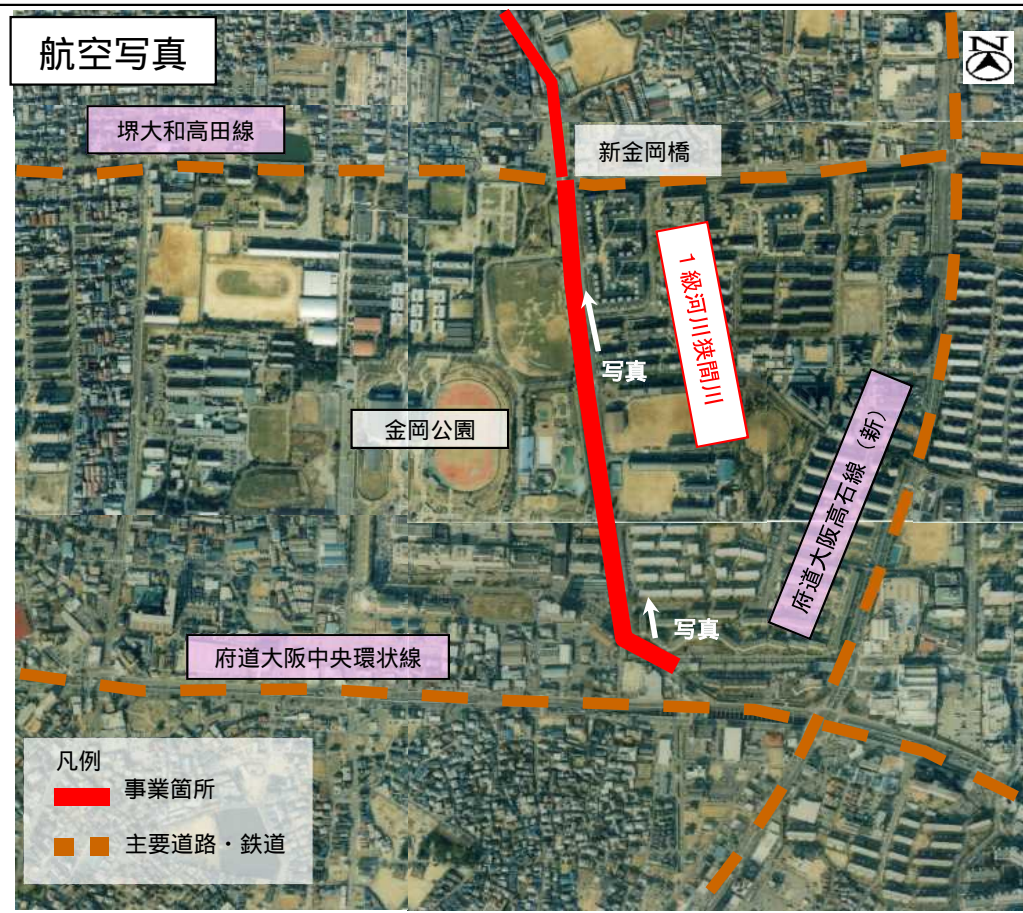 航空写真
N
堺大和高田線
新金岡橋
1級河川狭間川
写真
金岡公園
府道大阪高石線(新)
写真
府道大阪中央環状線
凡例
事業箇所
主要道路・鉄道